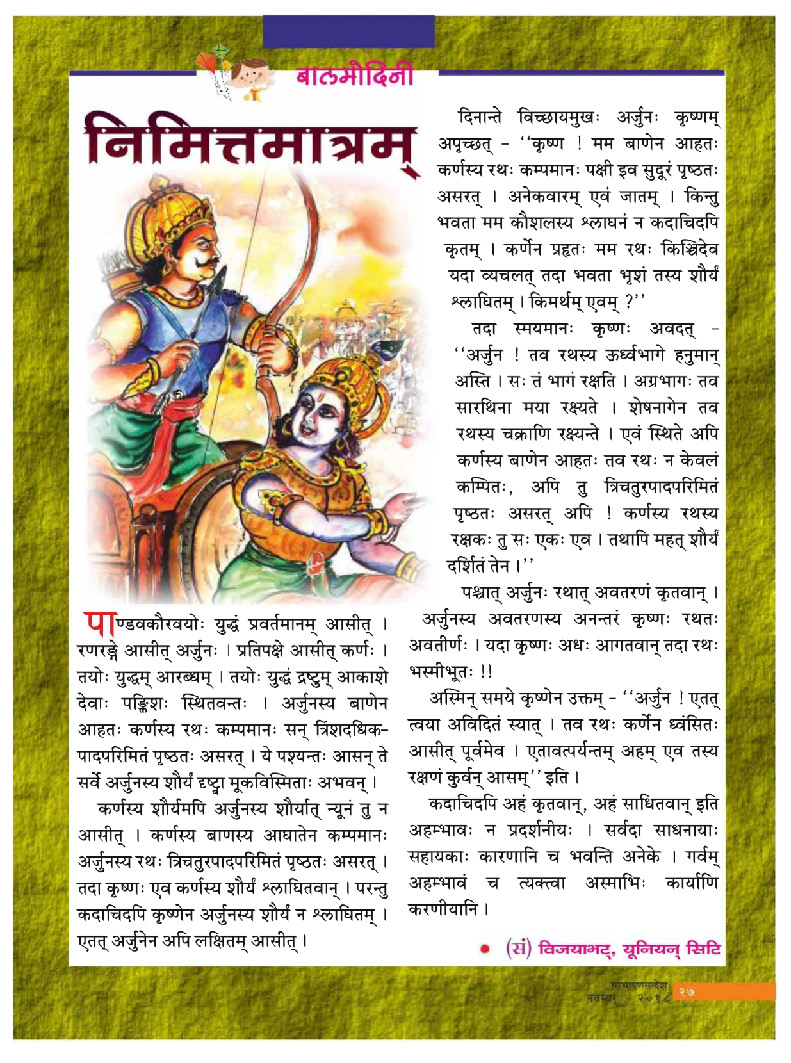 बालमोदिनी
निमित्तमात्रम्
पाण्डवकौरवयोः युद्धं प्रवर्तमानम् आसीत् ।
रणरङ्गे आसीत् अर्जुनः । प्रतिपक्षे आसीत् कर्णः ।
तयोः युद्धम् आरब्धम् । तयोः युद्धं द्रष्टुम् आकाशे
देवाः पङ्क्तिशः स्थितवन्तः । अर्जुनस्य बाणेन
आहतः कर्णस्य रथः कम्पमानः सन् त्रिंशदधिक-
पादपरिमितं पृष्ठतः असरत् । ये पश्यन्तः आसन् ते
सर्वे अर्जुनस्य शौर्यं दृष्ट्वा मूकविस्मिताः अभवन् ।
कर्णस्य शौर्यमपि अर्जुनस्य शौर्यात् न्यूनं तु न
आसीत् । कर्णस्य बाणस्य आघातेन कम्पमानः
अर्जुनस्य रथः त्रिचतुरपादपरिमितं पृष्ठतः असरत् ।
तदा कृष्णः एव कर्णस्य शौर्यं श्लाघितवान् । परन्तु
कदाचिदपि कृष्णेन अर्जुनस्य शौर्यं न श्लाघितम् ।
एतत् अर्जुनेन अपि लक्षितम् आसीत् ।
दिनान्ते विच्छायमुखः अर्जुनः कृष्णम्
अपृच्छत् - ‘‘कृष्ण ! मम बाणेन आहतः
कर्णस्य रथः कम्पमानः पक्षी इव सुदूरं पृष्ठतः
असरत् । अनेकवारम् एवं जातम् । किन्तु
भवता मम कौशलस्य श्लाघनं न कदाचिदपि
कृतम् । कर्णेन प्रहृतः मम रथः किञ्चिदेव
यदा व्यचलत् तदा भवता भृशं तस्य शौर्यं
श्लाघितम् । किमर्थम् एवम् ?’’
तदा स्मयमानः कृष्णः अवदत् -
‘‘अर्जुन ! तव रथस्य ऊर्ध्वभागे हनुमान्
अस्ति । सः तं भागं रक्षति । अग्रभागः तव
सारथिना मया रक्ष्यते । शेषनागेन तव
रथस्य चक्राणि रक्ष्यन्ते । एवं स्थिते अपि
कर्णस्य बाणेन आहतः तव रथः न केवलं
कम्पितः, अपि तु त्रिचतुरपादपरिमितं
पृष्ठतः असरत् अपि ! कर्णस्य रथस्य
रक्षकः तु सः एकः एव । तथापि महत् शौर्यं
दर्शितं तेन ।’’
पश्चात् अर्जुनः रथात् अवतरणं कृतवान् ।
अर्जुनस्य अवतरणस्य अनन्तरं कृष्णः रथतः
अवतीर्णः । यदा कृष्णः अधः आगतवान् तदा रथः
भस्मीभूतः !!
अस्मिन् समये कृष्णेन उक्तम् - ‘‘अर्जुन ! एतत्
त्वया अविदितं स्यात् । तव रथः कर्णेन ध्वंसितः
आसीत् पूर्वमेव । एतावत्पर्यन्तम् अहम् एव तस्य
रक्षणं कुर्वन् आसम्’’ इति ।
कदाचिदपि अहं कृतवान्, अहं साधितवान् इति
अहम्भावः न प्रदर्शनीयः । सर्वदा साधनायाः
सहायकाः कारणानि च भवन्ति अनेके । गर्वम्
अहम्भावं च त्यक्त्वा अस्माभिः कार्याणि
करणीयानि ।
• (सं) विजयाभट्, यूनियन् सिटि
सम्भाषणसन्देशः
नवम्बर - २०१८ २७